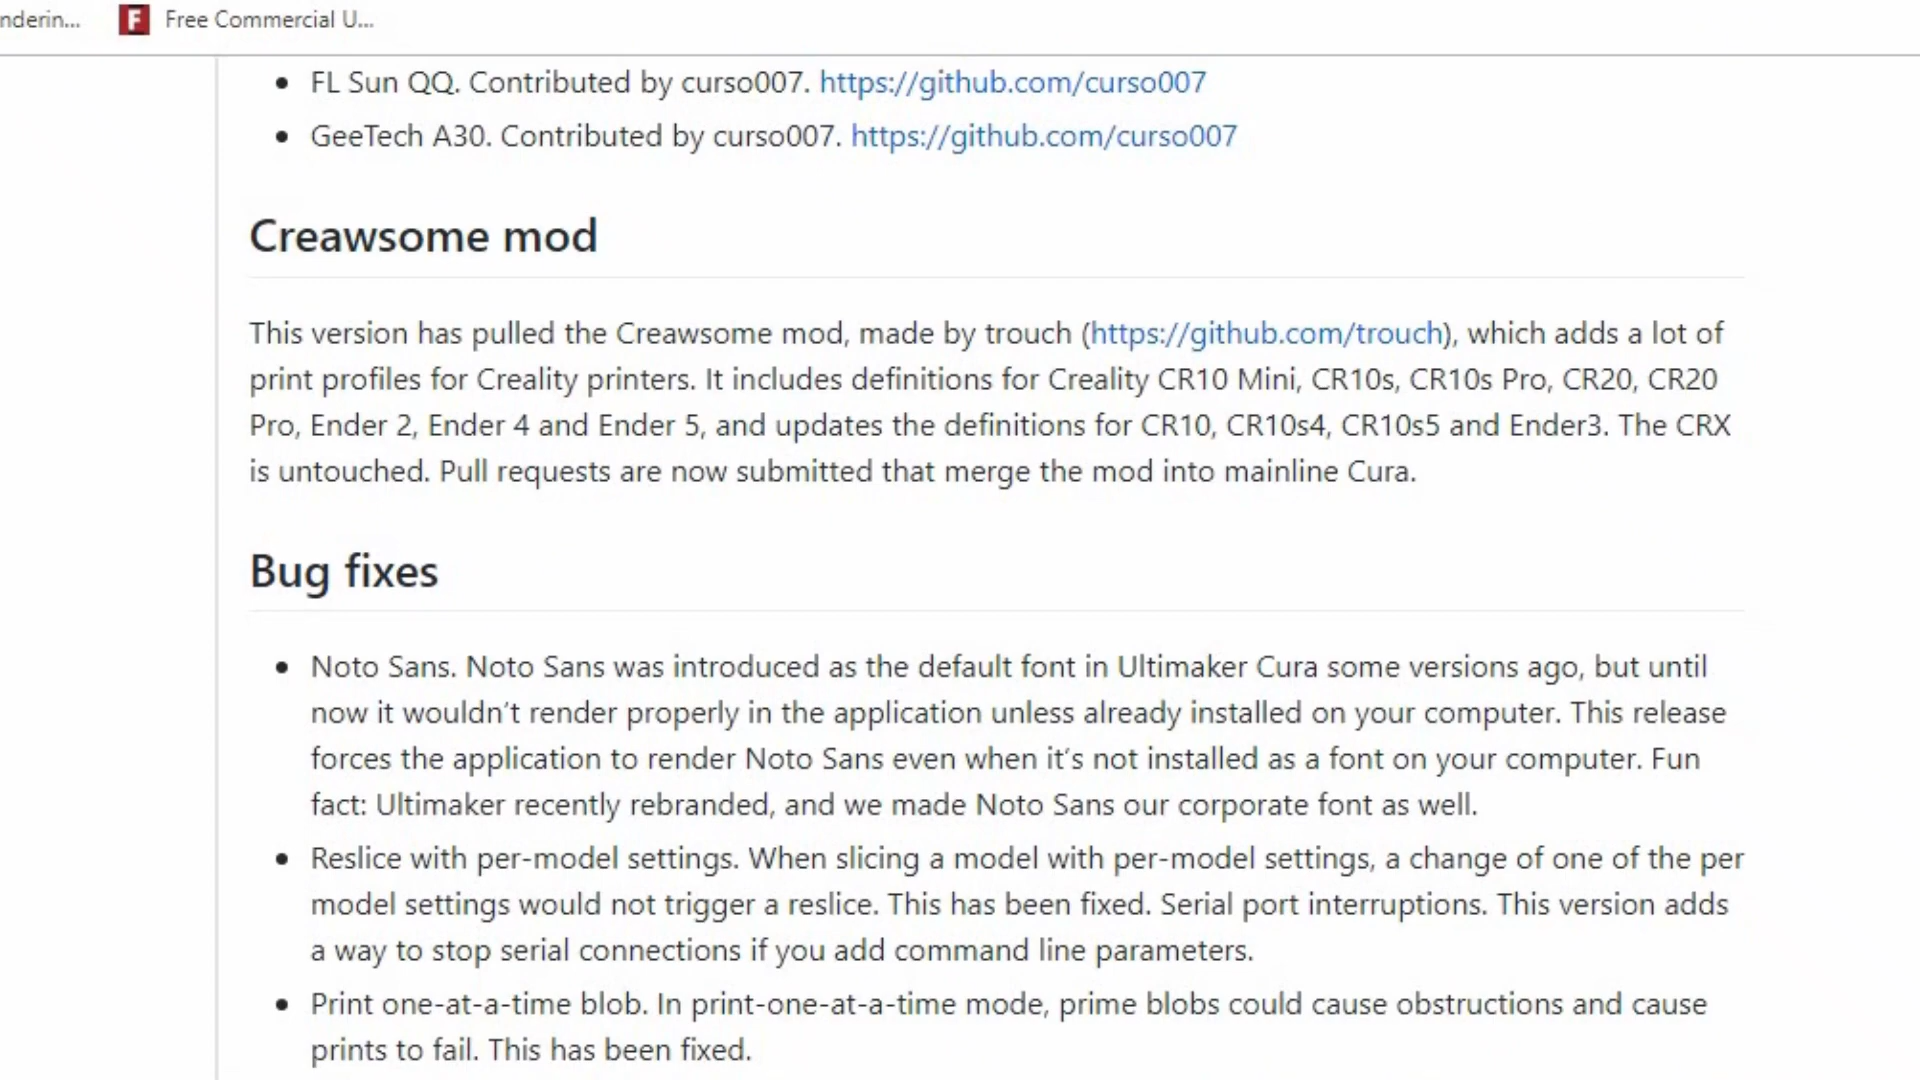 nderin...
F Free Commercial U...
FL Sun QQ. Contributed by curso007. https://github.com/curso007
GeeTech A30. Contributed by curso007. https://github.com/curso007
Creawsome mod
This version has pulled the Creawsome mod, made by trouch (https://github.com/trouch), which adds a lot of
print profiles for Creality printers. It includes definitions for Creality CR10 Mini, CR10s, CR10s Pro, CR20, CR20
Pro, Ender 2, Ender 4 and Ender 5, and updates the definitions for CR10, CR10s4, CR10s5 and Ender3. The CRX
is untouched. Pull requests are now submitted that merge the mod into mainline Cura.
Bug fixes
Noto Sans. Noto Sans was introduced as the default font in Ultimaker Cura some versions ago, but until
now it wouldn't render properly in the application unless already installed on your computer. This release
forces the application to render Noto Sans even when it's not installed as a font on your computer. Fun
fact: Ultimaker recently rebranded, and we made Noto Sans our corporate font as well.
Reslice with per-model settings. When slicing a model with per-model settings, a change of one of the per
model settings would not trigger a reslice. This has been fixed. Serial port interruptions. This version adds
a way to stop serial connections if you add command line parameters.
Print one-at-a-time blob. In print-one-at-a-time mode, prime blobs could cause obstructions and cause
prints to fail. This has been fixed.